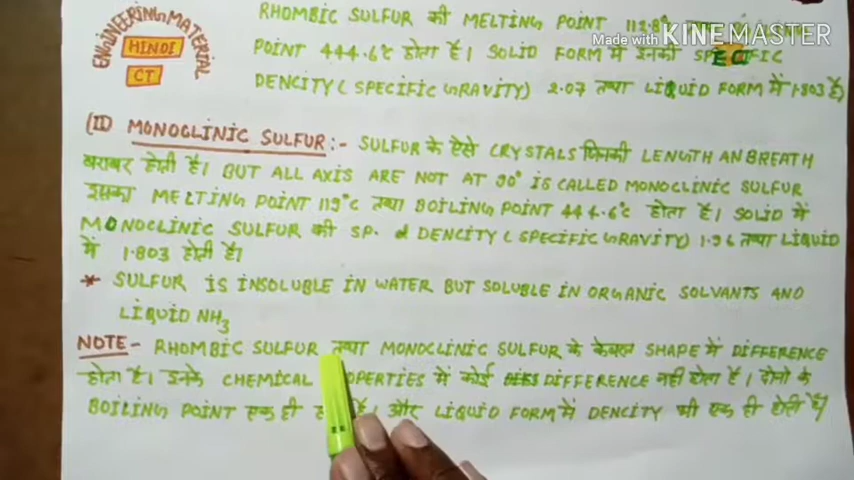 ENGINEERING MATERIAL
HINDI
CT
RHOMBIC SULFUR की MELTING POINT 112.8°
POINT 444.6°C होता है। SOLID FORM में इनकी SPECIFIC
DENCITY (SPECIFIC GRAVITY) 2.07 तथा LIQUID FORM में 1.803 है
Made with KINEMASTER
(II) MONOCLINIC SULFUR :- SULFUR के ऐसे CRYSTALS जिनकी LENGTH AN BREATH
बराबर होती है। BUT ALL AXIS ARE NOT AT 90° IS CALLED MONOCLINIC SULFUR
इसका MELTING POINT 119°C तथा BOILING POINT 444.6°C होता है। SOLID में
MONOCLINIC SULFUR की SP. DENCITY (SPECIFIC GRAVITY) 1.96 तथा LIQUID
में 1.803 होती है।
* SULFUR IS INSOLUBLE IN WATER BUT SOLUBLE IN ORGANIC SOLVANTS AND
LIQUID NH3
NOTE- RHOMBIC SULFUR तथा MONOCLINIC SULFUR के केवल SHAPE में DIFFERENCE
होता है। इनके CHEMICAL में कोई DIFFERENCE नही होता है। दोनो के
BOILING POINT एक ही है। और LIQUID FORM में DENCITY भी एक ही होती है।